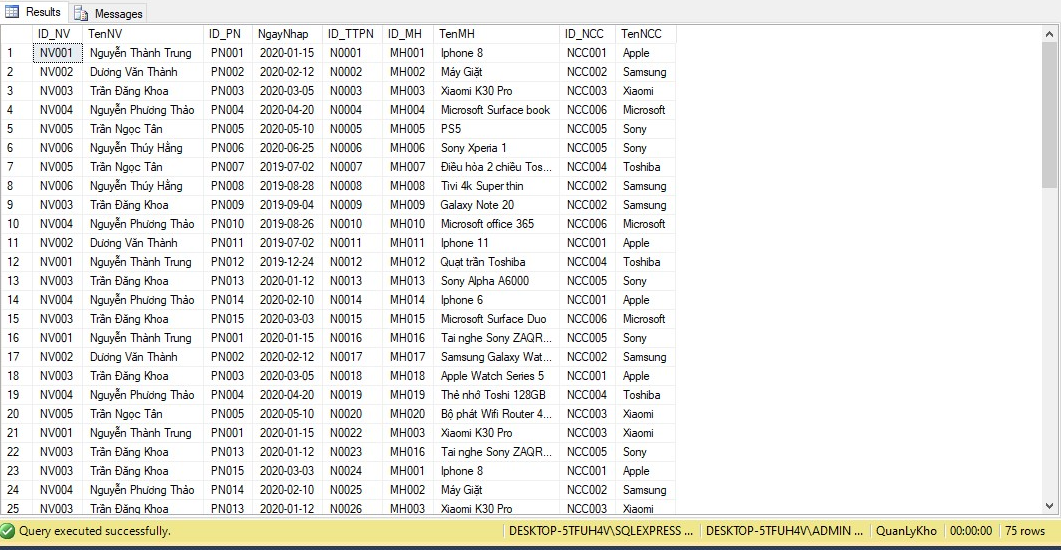 Results Messages
ID_NV TenNV ID_PN NgayNhap ID_TTPN ID_MH TenMH ID_NCC TenNCC
1 NV001 Nguyễn Thành Trung PN001 2020-01-15 N0001 MH001 Iphone 8 NCC001 Apple
2 NV002 Dương Văn Thành PN002 2020-02-12 N0002 MH002 Máy Giặt NCC002 Samsung
3 NV003 Trần Đăng Khoa PN003 2020-03-05 N0003 MH003 Xiaomi K30 Pro NCC003 Xiaomi
4 NV004 Nguyễn Phương Thảo PN004 2020-04-20 N0004 MH004 Microsoft Surface book NCC006 Microsoft
5 NV005 Trần Ngọc Tân PN005 2020-05-10 N0005 MH005 PS5 NCC005 Sony
6 NV006 Nguyễn Thúy Hằng PN006 2020-06-25 N0006 MH006 Sony Xperia 1 NCC005 Sony
7 NV005 Trần Ngọc Tân PN007 2019-07-02 N0007 MH007 Điều hòa 2 chiều Tos... NCC004 Toshiba
8 NV006 Nguyễn Thúy Hằng PN008 2019-08-28 N0008 MH008 Tivi 4k Super thin NCC002 Samsung
9 NV003 Trần Đăng Khoa PN009 2019-09-04 N0009 MH009 Galaxy Note 20 NCC002 Samsung
10 NV004 Nguyễn Phương Thảo PN010 2019-08-26 N0010 MH010 Microsoft office 365 NCC006 Microsoft
11 NV002 Dương Văn Thành PN011 2019-07-02 N0011 MH011 Iphone 11 NCC001 Apple
12 NV001 Nguyễn Thành Trung PN012 2019-12-24 N0012 MH012 Quạt trần Toshiba NCC004 Toshiba
13 NV003 Trần Đăng Khoa PN013 2020-01-12 N0013 MH013 Sony Alpha A6000 NCC005 Sony
14 NV004 Nguyễn Phương Thảo PN014 2020-02-10 N0014 MH014 Iphone 6 NCC001 Apple
15 NV003 Trần Đăng Khoa PN015 2020-03-03 N0015 MH015 Microsoft Surface Duo NCC006 Microsoft
16 NV001 Nguyễn Thành Trung PN001 2020-01-15 N0016 MH016 Tai nghe Sony ZAQR... NCC005 Sony
17 NV002 Dương Văn Thành PN002 2020-02-12 N0017 MH017 Samsung Galaxy Wat... NCC002 Samsung
18 NV003 Trần Đăng Khoa PN003 2020-03-05 N0018 MH018 Apple Watch Series 5 NCC001 Apple
19 NV004 Nguyễn Phương Thảo PN004 2020-04-20 N0019 MH019 Thẻ nhớ Toshi 128GB NCC004 Toshiba
20 NV005 Trần Ngọc Tân PN005 2020-05-10 N0020 MH020 Bộ phát Wifi Router 4... NCC003 Xiaomi
21 NV001 Nguyễn Thành Trung PN001 2020-01-15 N0022 MH003 Xiaomi K30 Pro NCC003 Xiaomi
22 NV003 Trần Đăng Khoa PN013 2020-01-12 N0023 MH016 Tai nghe Sony ZAQR... NCC005 Sony
23 NV003 Trần Đăng Khoa PN015 2020-03-03 N0024 MH001 Iphone 8 NCC001 Apple
24 NV004 Nguyễn Phương Thảo PN014 2020-02-10 N0025 MH002 Máy Giặt NCC002 Samsung
25 NV003 Trần Đăng Khoa PN013 2020-01-12 N0026 MH003 Xiaomi K30 Pro NCC003 Xiaomi
Query executed successfully. DESKTOP-5TFUH4V\SQLEXPRESS ... DESKTOP-5TFUH4V\ADMIN ... QuanLyKho 00:00:00 75 rows